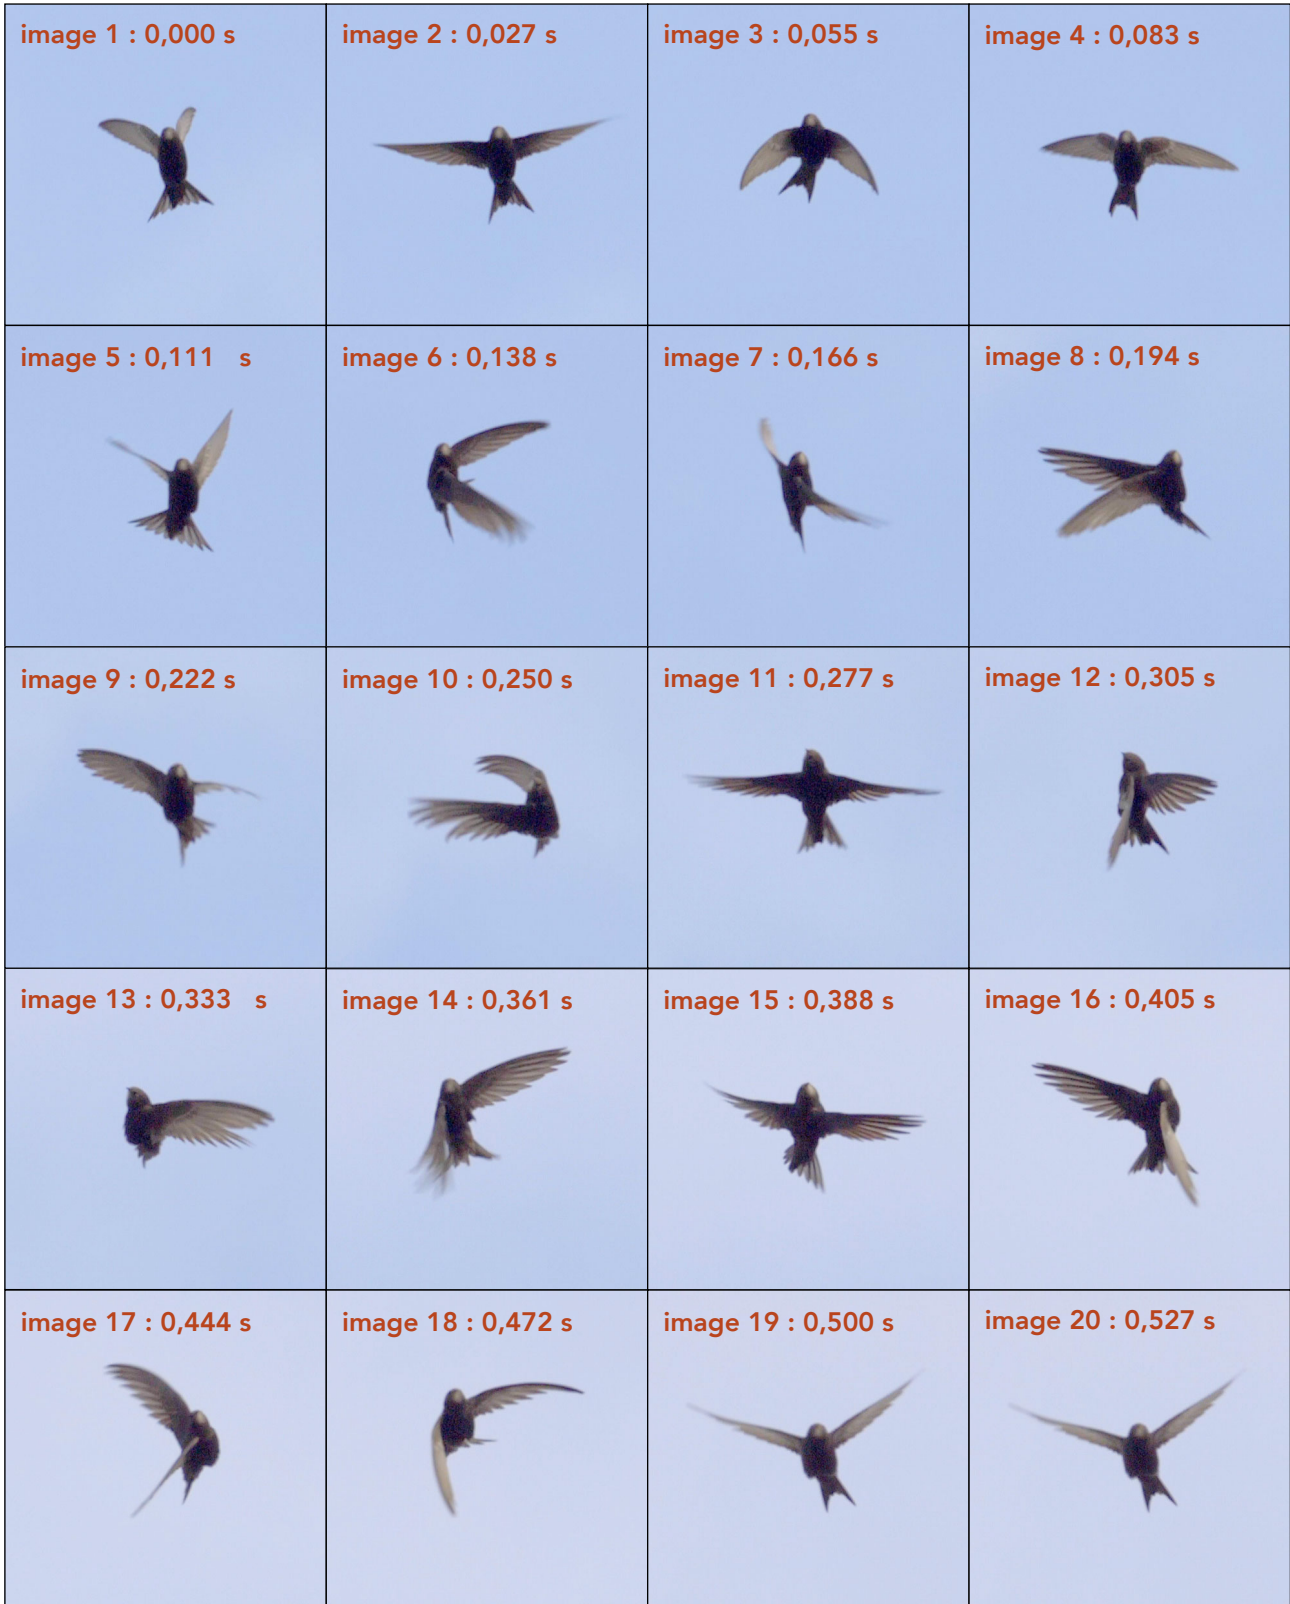 image 1 : 0,000 s
image 2 : 0,027 s
image 3 : 0,055 s
image 4 : 0,083 s
image 5 : 0,111 s
image 6 : 0,138 s
image 7 : 0,166 s
image 8 : 0,194 s
image 9 : 0,222 s
image 10 : 0,250 s
image 11 : 0,277 s
image 12 : 0,305 s
image 13 : 0,333 s
image 14 : 0,361 s
image 15 : 0,388 s
image 16 : 0,405 s
image 17 : 0,444 s
image 18 : 0,472 s
image 19 : 0,500 s
image 20 : 0,527 s